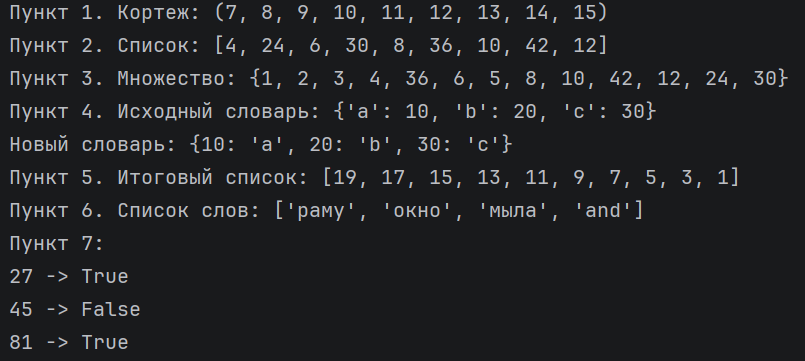 Пункт 1. Кортеж: (7, 8, 9, 10, 11, 12, 13, 14, 15)
Пункт 2. Список: [4, 24, 6, 30, 8, 36, 10, 42, 12]
Пункт 3. Множество: {1, 2, 3, 4, 36, 6, 5, 8, 10, 42, 12, 24, 30}
Пункт 4. Исходный словарь: {'a': 10, 'b': 20, 'c': 30}
Новый словарь: {10: 'a', 20: 'b', 30: 'c'}
Пункт 5. Итоговый список: [19, 17, 15, 13, 11, 9, 7, 5, 3, 1]
Пункт 6. Список слов: ['раму', 'окно', 'мыла', 'and']
Пункт 7:
27 -> True
45 -> False
81 -> True